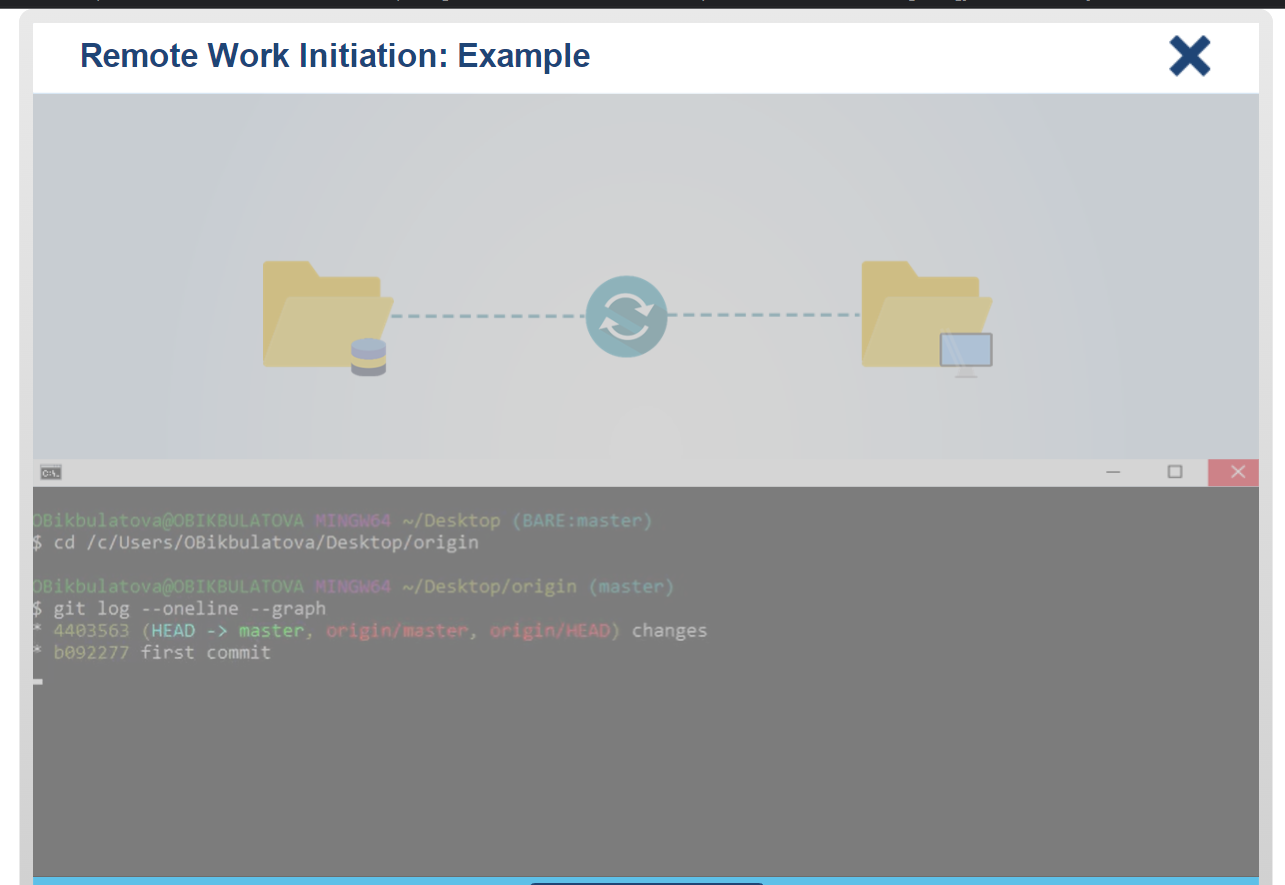 Remote Work Initiation: Example
C:\.
OBikbulatova@OBIKBULATOVA MINGW64 ~/Desktop (BARE:master)
$ cd /c/Users/OBikbulatova/Desktop/origin
OBikbulatova@OBIKBULATOVA MINGW64 ~/Desktop/origin (master)
$ git log --oneline --graph
* 4403563 (HEAD -> master, origin/master, origin/HEAD) changes
* b092277 first commit